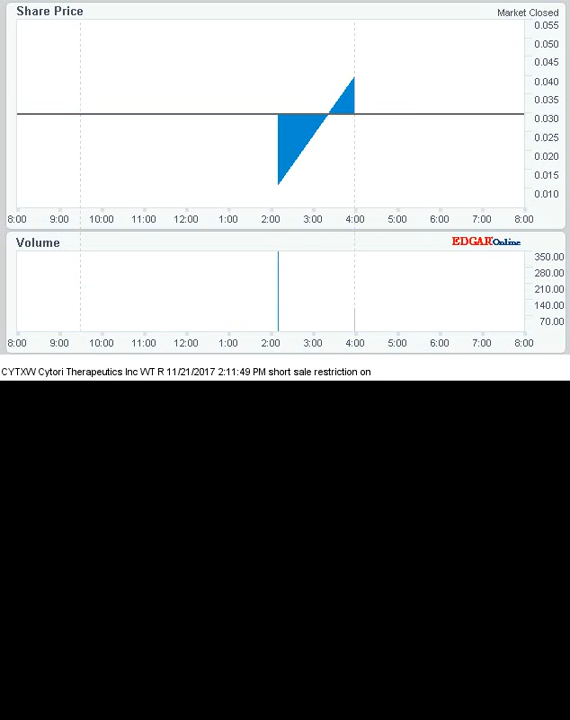 Share Price
Market Closed
0.055
0.050
0.045
0.040
0.035
0.030
0.025
0.020
0.015
0.010
8:00 9:00 10:00 11:00 12:00 1:00 2:00 3:00 4:00 5:00 6:00 7:00 8:00
Volume
EDGAROnline
350.00
280.00
210.00
140.00
70.00
8:00 9:00 10:00 11:00 12:00 1:00 2:00 3:00 4:00 5:00 6:00 7:00 8:00
CYTXW Cytori Therapeutics Inc WT R 11/21/2017 2:11:49 PM short sale restriction on